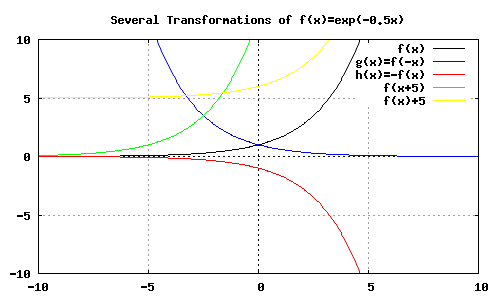 Several Transformations of f(x)=exp(-0.5x)
10
f(x)
g(x)=f(-x)
h(x)=-f(x)
f(x+5)
f(x)+5
5
0
-5
-10
-10 -5 0 5 10